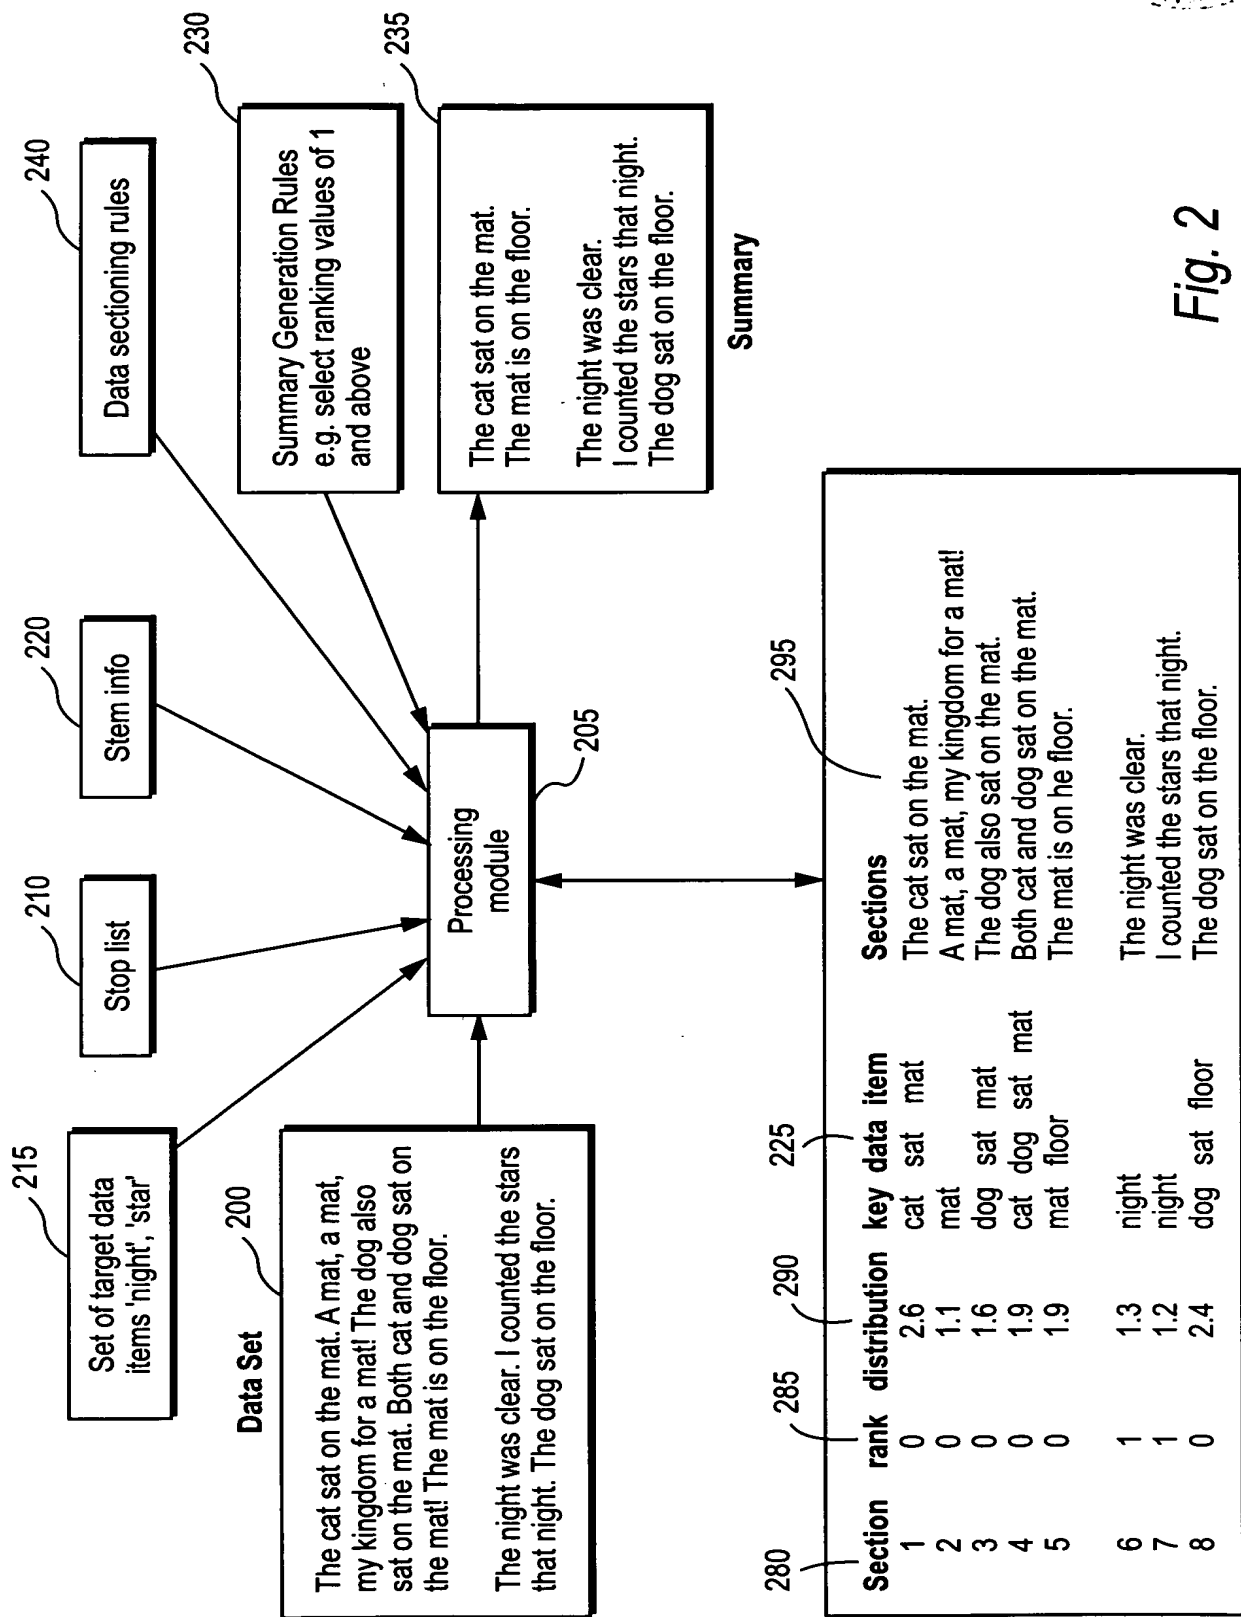 215
Set of target data
items 'night', 'star'
210
Stop list
220
Stem info
240
Data sectioning rules
230
Summary Generation Rules
e.g. select ranking values of 1
and above
Data Set
200
The cat sat on the mat. A mat, a mat,
my kingdom for a mat! The dog also
sat on the mat. Both cat and dog sat on
the mat! The mat is on the floor.
The night was clear. I counted the stars
that night. The dog sat on the floor.
Processing
module
205
235
The cat sat on the mat.
The mat is on the floor.
The night was clear.
I counted the stars that night.
The dog sat on the floor.
Summary
280 285 290 225 295
Section rank distribution key data item Sections
1 0 2.6 cat sat mat The cat sat on the mat.
2 0 1.1 mat A mat, a mat, my kingdom for a mat!
3 0 1.6 dog sat mat The dog also sat on the mat.
4 0 1.9 cat dog sat mat Both cat and dog sat on the mat.
5 0 1.9 mat floor The mat is on he floor.
6 1 1.3 night The night was clear.
7 1 1.2 night I counted the stars that night.
8 0 2.4 dog sat floor The dog sat on the floor.
Fig. 2